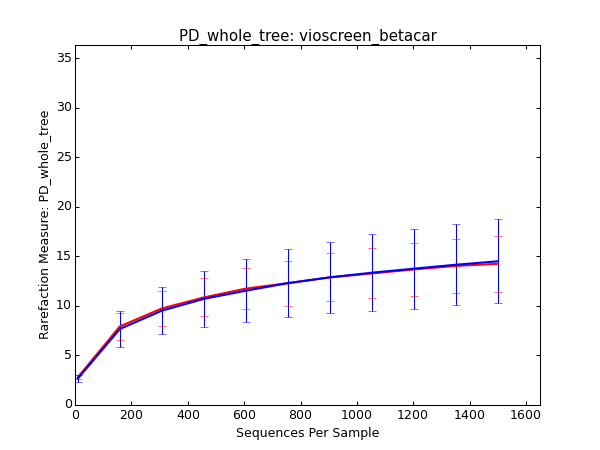 PD_whole_tree: vioscreen_betacar
35
30
25
20
15
10
5
0
Rarefaction Measure: PD_whole_tree
0 200 400 600 800 1000 1200 1400 1600
Sequences Per Sample